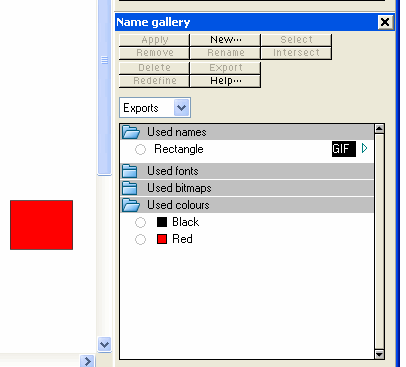 Name gallery
Apply New... Select
Remove Rename Intersect
Delete Export
Redefine Help...
Exports
Used names
Rectangle GIF
Used fonts
Used bitmaps
Used colours
Black
Red